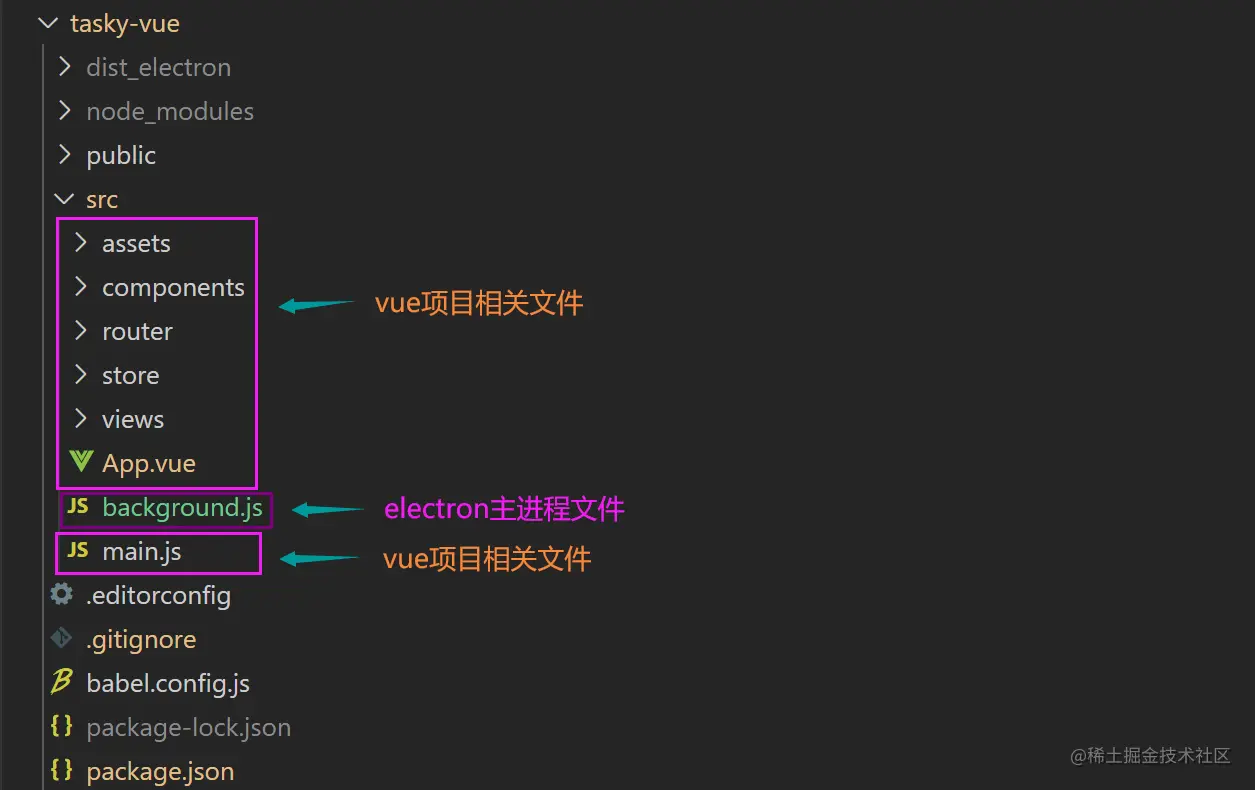 tasky-vue
dist_electron
node_modules
public
src
assets
components
vue项目相关文件
router
store
views
App.vue
JS background.js electron主进程文件
JS main.js vue项目相关文件
.editorconfig
.gitignore
babel.config.js
{} package-lock.json
{} package.json
@稀土掘金技术社区